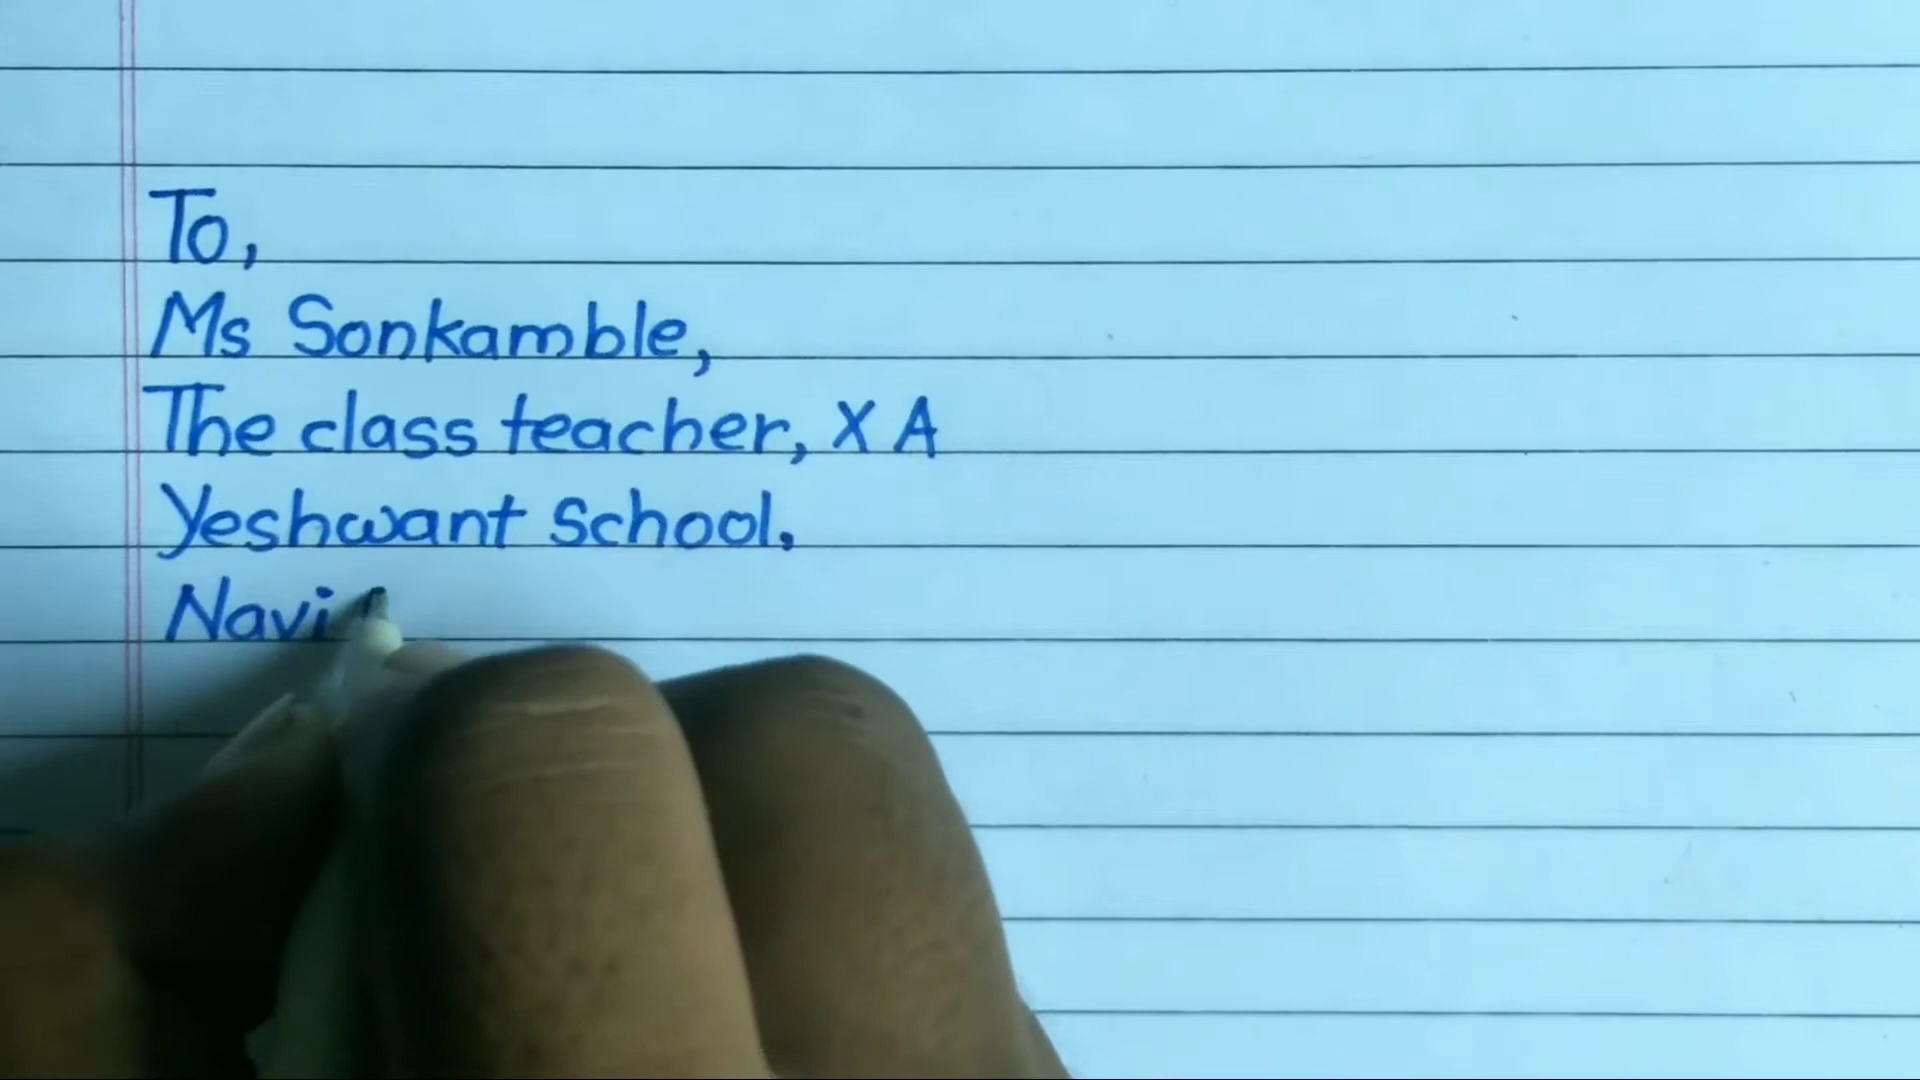 To,
Ms Sonkamble,
The class teacher, X A
Yeshwant School,
Navi